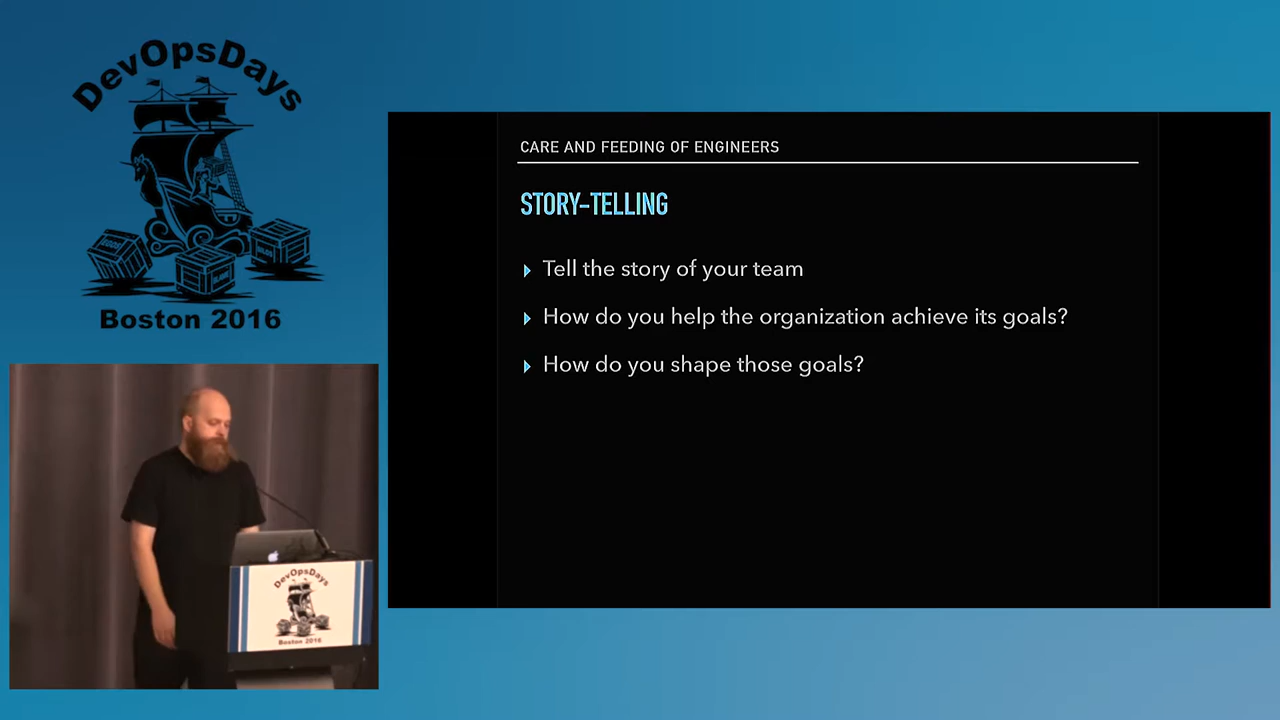 DevOpsDays
Boston 2016
CARE AND FEEDING OF ENGINEERS
STORY-TELLING
Tell the story of your team
How do you help the organization achieve its goals?
How do you shape those goals?
DevOpsDays
Boston 2016